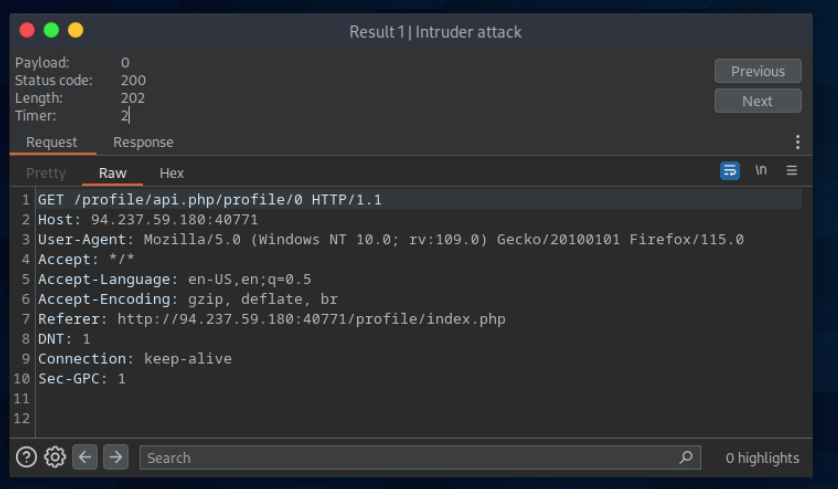 Result 1 | Intruder attack
Payload: 0
Status code: 200
Length: 202
Timer: 2
Previous
Next
Request Response
Pretty Raw Hex \n
1 GET /profile/api.php/profile/0 HTTP/1.1
2 Host: 94.237.59.180:40771
3 User-Agent: Mozilla/5.0 (Windows NT 10.0; rv:109.0) Gecko/20100101 Firefox/115.0
4 Accept: */*
5 Accept-Language: en-US,en;q=0.5
6 Accept-Encoding: gzip, deflate, br
7 Referer: http://94.237.59.180:40771/profile/index.php
8 DNT: 1
9 Connection: keep-alive
10 Sec-GPC: 1
11
12
Search 0 highlights